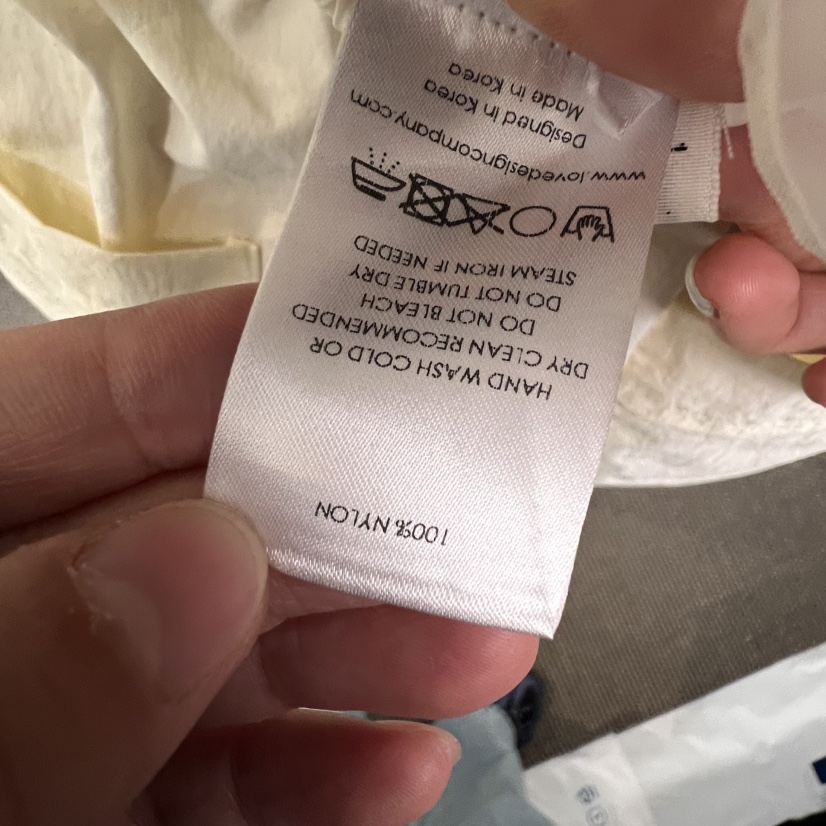 100% NYLON
HAND WASH COLD OR
DRY CLEAN RECOMMENDED
DO NOT BLEACH
DO NOT TUMBLE DRY
STEAM IRON IF NEEDED
www.lovedesigncompany.com
Designed in Korea
Made in Korea